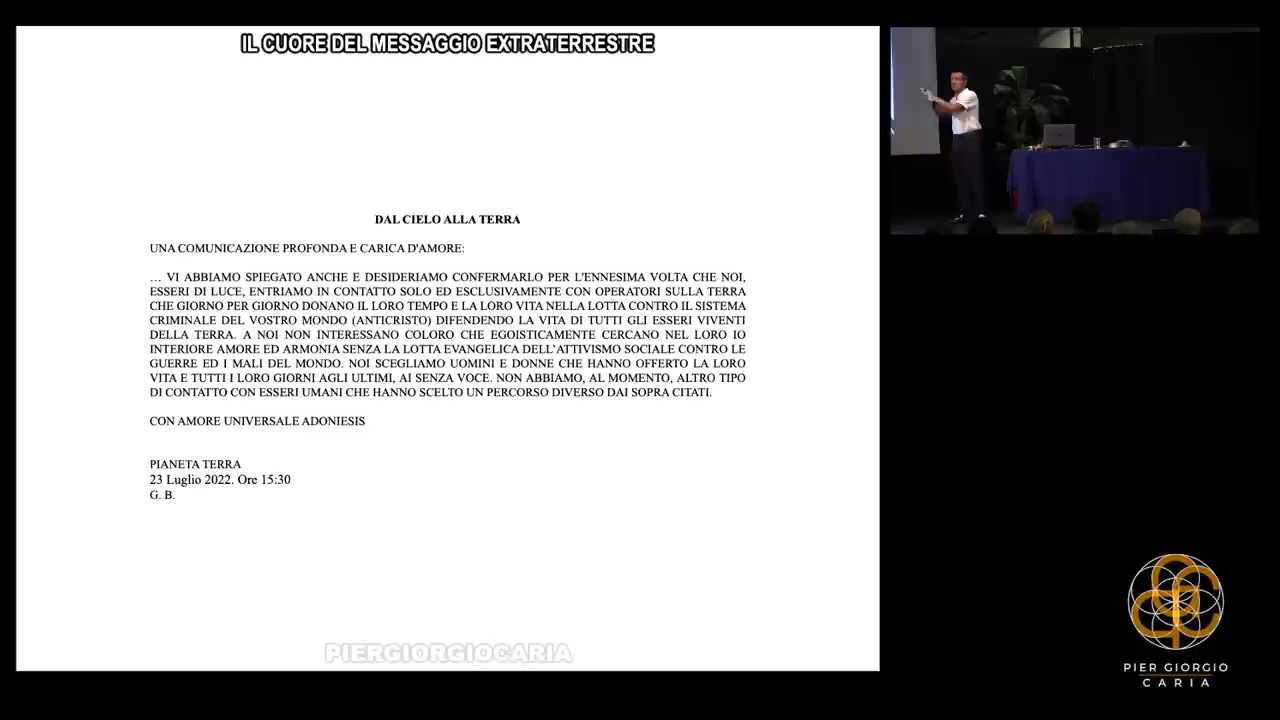 IL CUORE DEL MESSAGGIO EXTRATERRESTRE
DAL CIELO ALLA TERRA
UNA COMUNICAZIONE PROFONDA E CARICA D'AMORE:
... VI ABBIAMO SPIEGATO ANCHE E DESIDERIAMO CONFERMARLO PER L'ENNESIMA VOLTA CHE NOI,
ESSERI DI LUCE, ENTRIAMO IN CONTATTO SOLO ED ESCLUSIVAMENTE CON OPERATORI SULLA TERRA
CHE GIORNO PER GIORNO DONANO IL LORO TEMPO E LA LORO VITA NELLA LOTTA CONTRO IL SISTEMA
CRIMINALE DEL VOSTRO MONDO (ANTICRISTO) DIFENDENDO LA VITA DI TUTTI GLI ESSERI VIVENTI
DELLA TERRA. A NOI NON INTERESSANO COLORO CHE EGOISTICAMENTE CERCANO NEL LORO IO
INTERIORE AMORE ED ARMONIA SENZA LA LOTTA EVANGELICA DELL'ATTIVISMO SOCIALE CONTRO LE
GUERRE ED I MALI DEL MONDO. NOI SCEGLIAMO UOMINI E DONNE CHE HANNO OFFERTO LA LORO
VITA E TUTTI I LORO GIORNI AGLI ULTIMI, AI SENZA VOCE. NON ABBIAMO, AL MOMENTO, ALTRO TIPO
DI CONTATTO CON ESSERI UMANI CHE HANNO SCELTO UN PERCORSO DIVERSO DAI SOPRA CITATI.
CON AMORE UNIVERSALE ADONIESIS
PIANETA TERRA
23 Luglio 2022. Ore 15:30
G. B.
PIERGIORGIOCARIA
PIER GIORGIO
CARIA